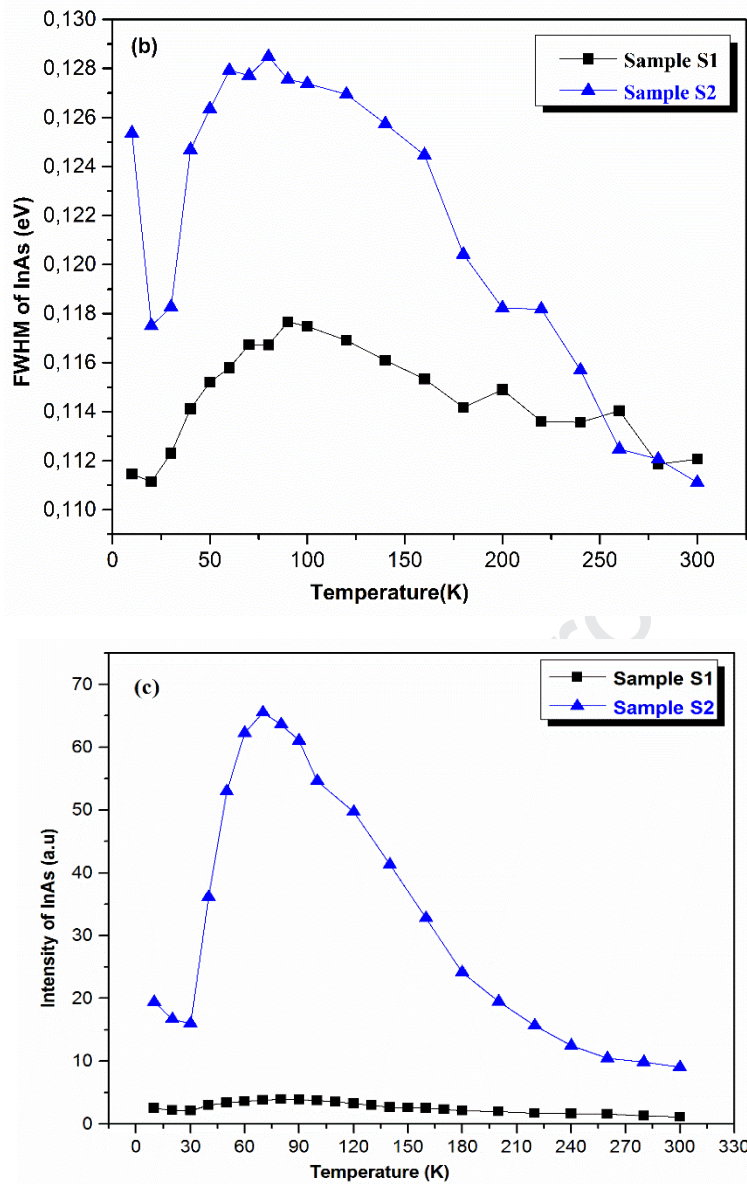 (b)
Sample S1
Sample S2
0,130
0,128
0,126
0,124
0,122
0,120
0,118
0,116
0,114
0,112
0,110
FWHM of InAs (eV)
0 50 100 150 200 250 300
Temperature(K)
(c)
Sample S1
Sample S2
70
60
50
40
30
20
10
0
Intensity of InAs (a.u)
0 30 60 90 120 150 180 210 240 270 300 330
Temperature (K)